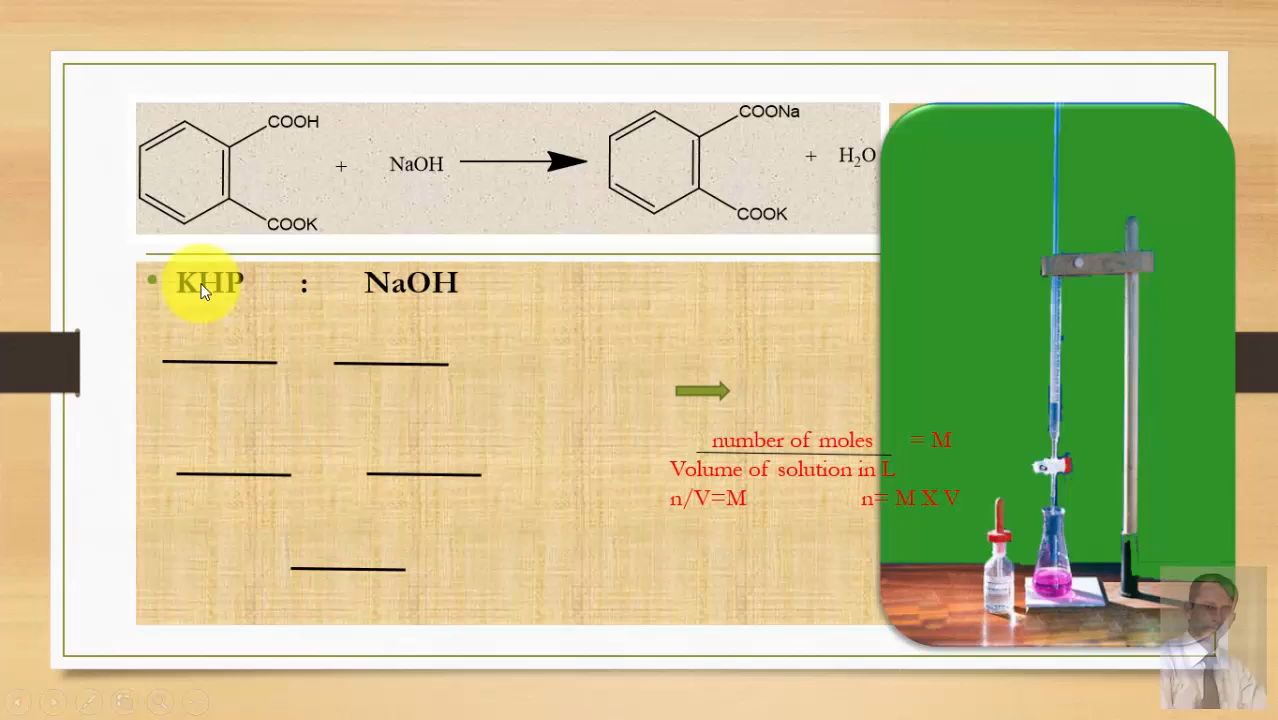 COOH
+ NaOH
COOK
COONa
+ H₂O
COOK
• KHP : NaOH
number of moles = M
Volume of solution in L
n/V=M n= M X V